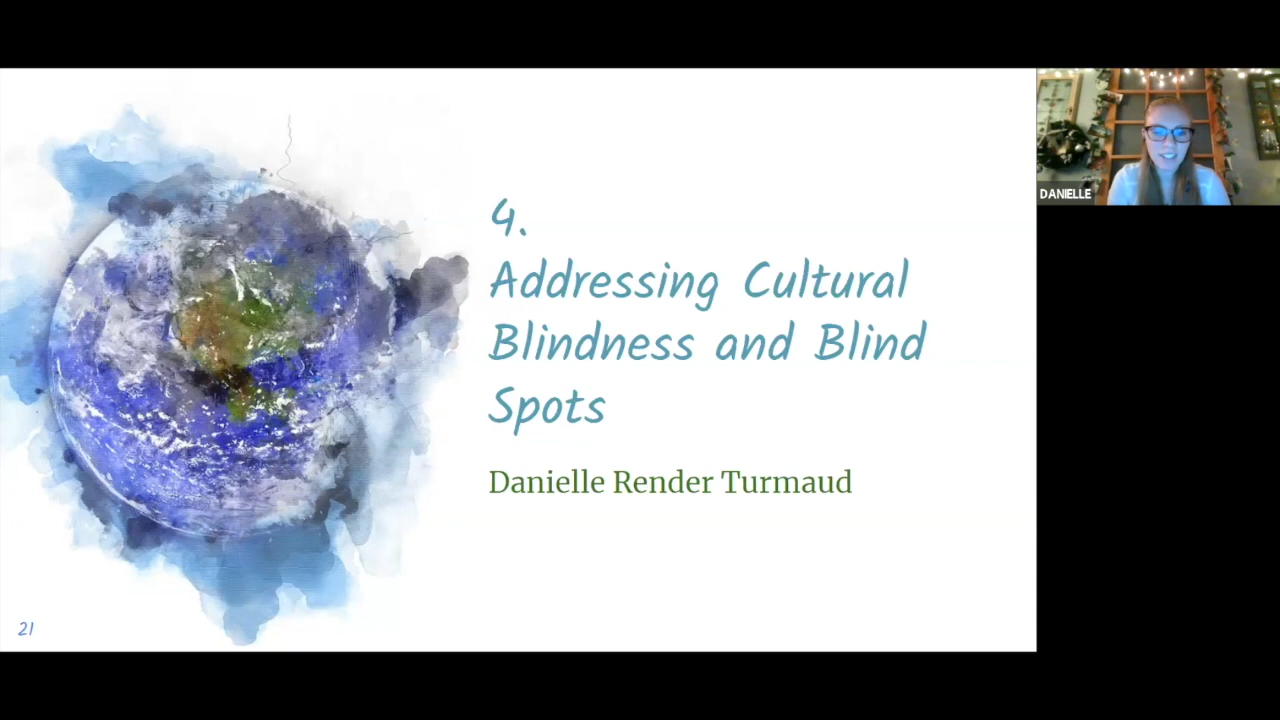 4.
Addressing Cultural
Blindness and Blind
Spots
Danielle Render Turmaud
21
DANIELLE